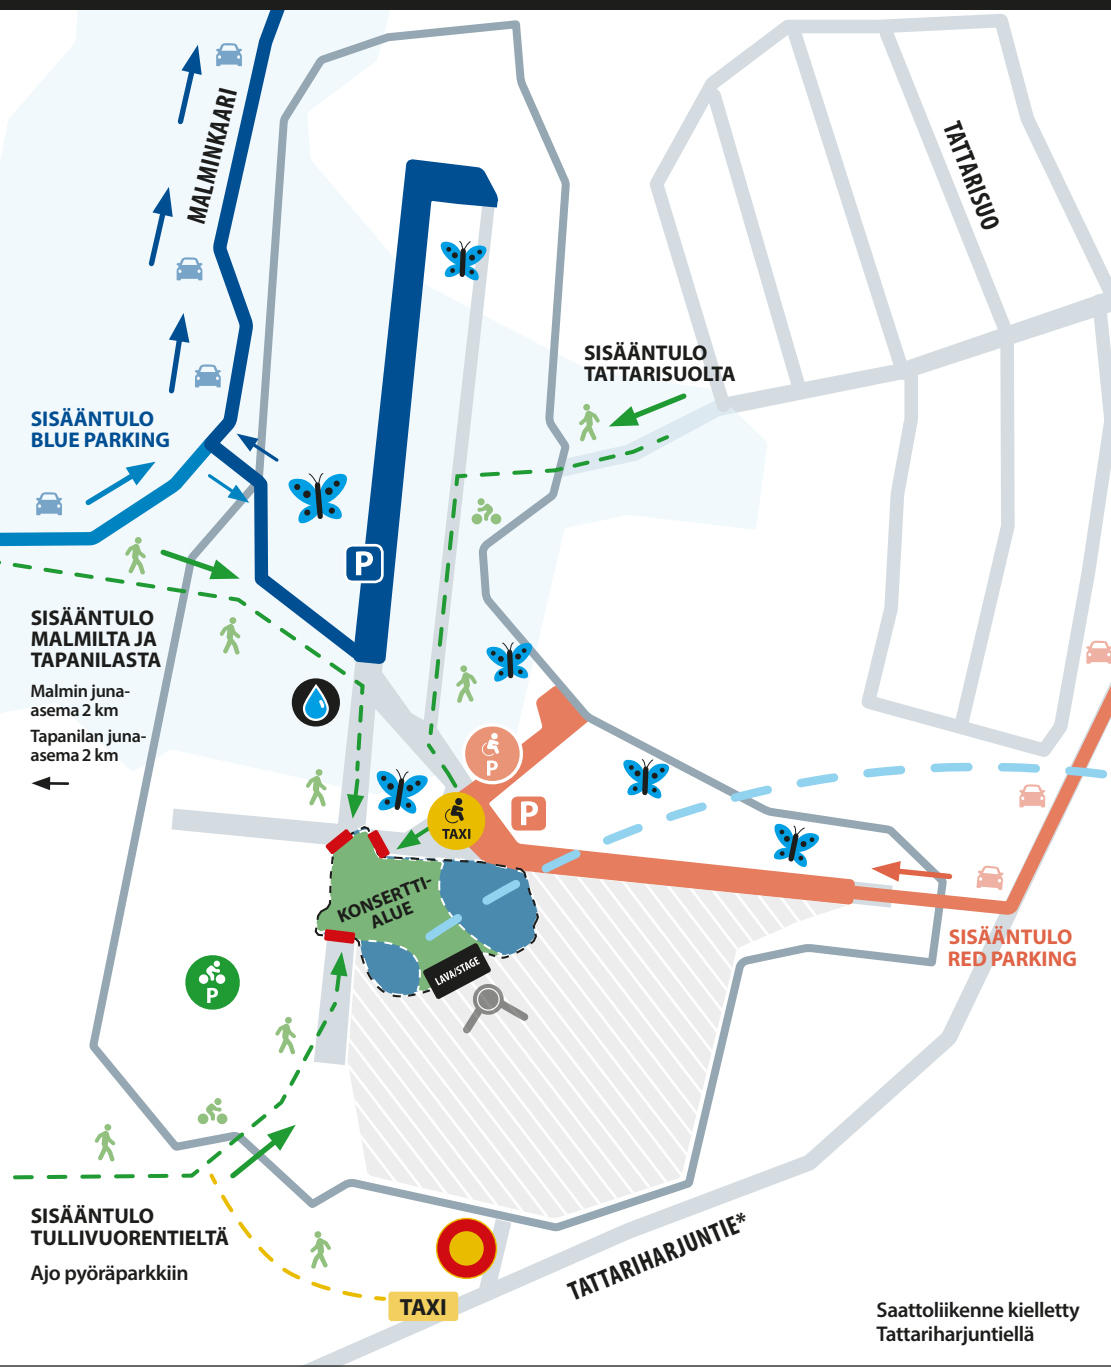 MALMINKAARI
TATTARISUO
SISÄÄNTULO
TATTARISUOLTA
SISÄÄNTULO
BLUE PARKING
P
SISÄÄNTULO
MALMILTA JA
TAPANILASTA
Malmin juna-
asema 2 km
Tapanilan juna-
asema 2 km
P
P
TAXI
KONSERTTI-
ALUE
LAVA/STAGE
SISÄÄNTULO
RED PARKING
P
SISÄÄNTULO
TULLIVUORENTIELTÄ
Ajo pyöräparkkiin
TATTARIHARJUNTIE*
TAXI
Saattoliikenne kielletty
Tattariharjuntiellä